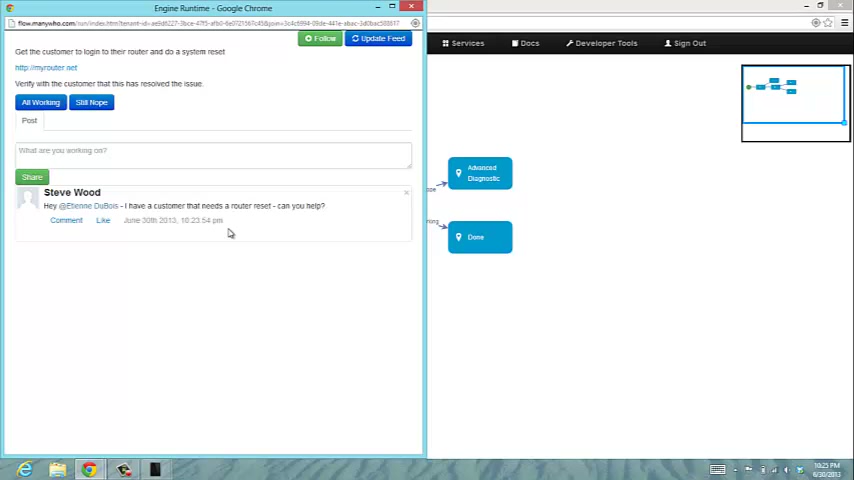 Engine Runtime - Google Chrome
Follow
Update Feed
Get the customer to login to their router and do a system reset
http://myrouter.net
Verify with the customer that this has resolved the issue.
All Working
Still Nope
Post
What are you working on?
Share
Steve Wood
Hey @Etienne DuBois - I have a customer that needs a router reset - can you help?
Comment Like June 30th 2013, 10:23:54 pm
Services Docs Developer Tools Sign Out
Advanced
Diagnostic
Done
10:25 PM
6/30/2013